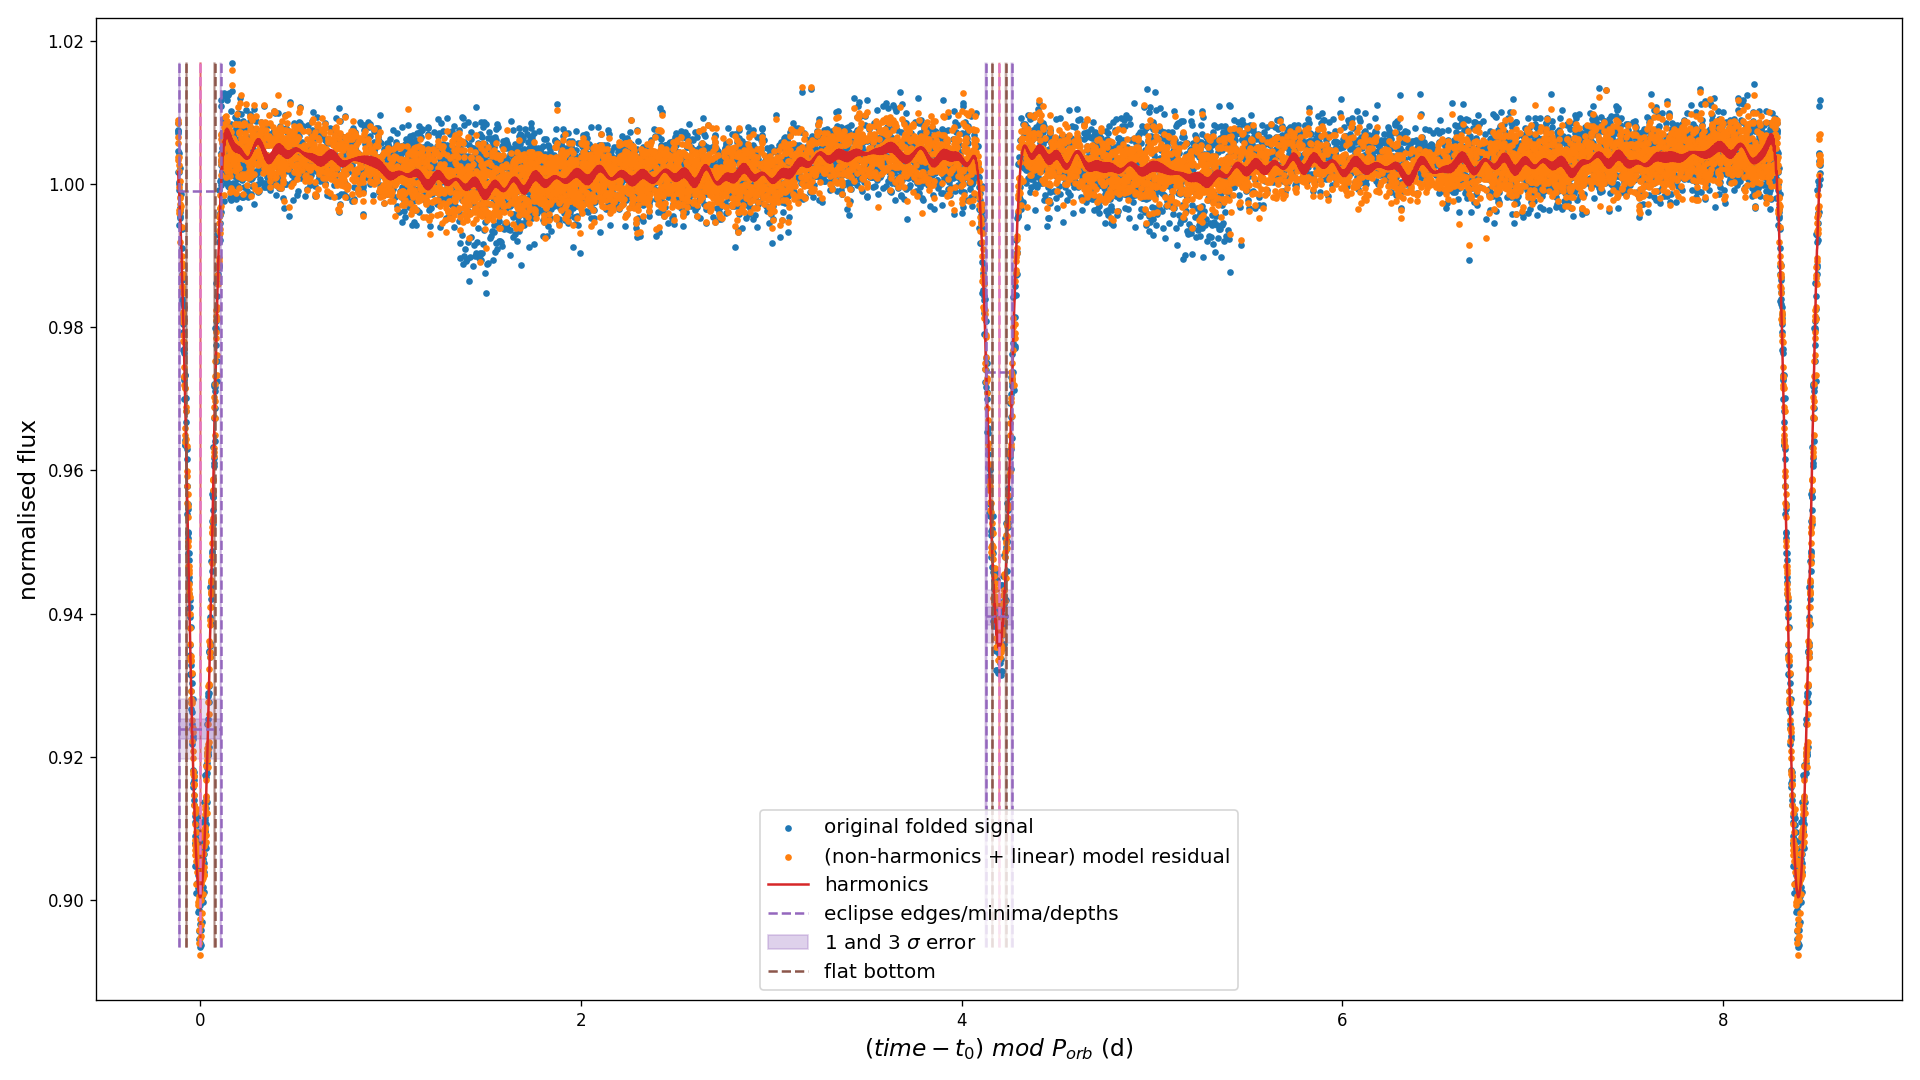 1.02
1.00
0.98
0.96
0.94
0.92
0.90
normalised flux
original folded signal
(non-harmonics + linear) model residual
harmonics
eclipse edges/minima/depths
1 and 3 σ error
flat bottom
0 2 4 6 8
(time − t₀) mod Pₒᵣᵦ (d)